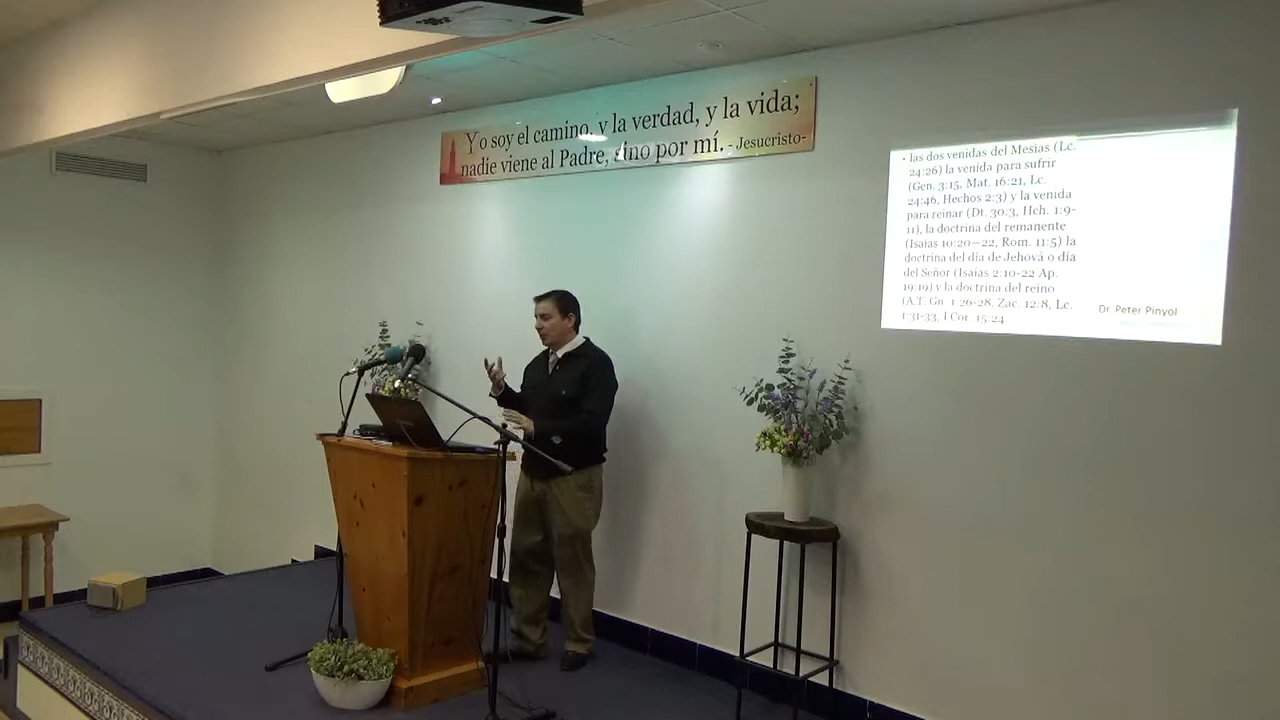 Yo soy el camino, y la verdad, y la vida;
nadie viene al Padre, sino por mí. - Jesucristo-
• las dos venidas del Mesías (Lc.
24:26) la venida para sufrir
(Gen. 3:15, Mat. 16:21, Lc.
24:46, Hechos 2:3) y la venida
para reinar (Dt. 30:3, Hch. 1:9-
11), la doctrina del remanente
(Isaías 10:20–22, Rom. 11:5) la
doctrina del día de Jehová o día
del Señor (Isaías 2:10-22 Ap.
19:19) y la doctrina del reino
(A.T. Gn. 1:26-28, Zac. 12:8, Lc.
1:31-33, I Cor. 15:24
Dr. Peter Pinyol